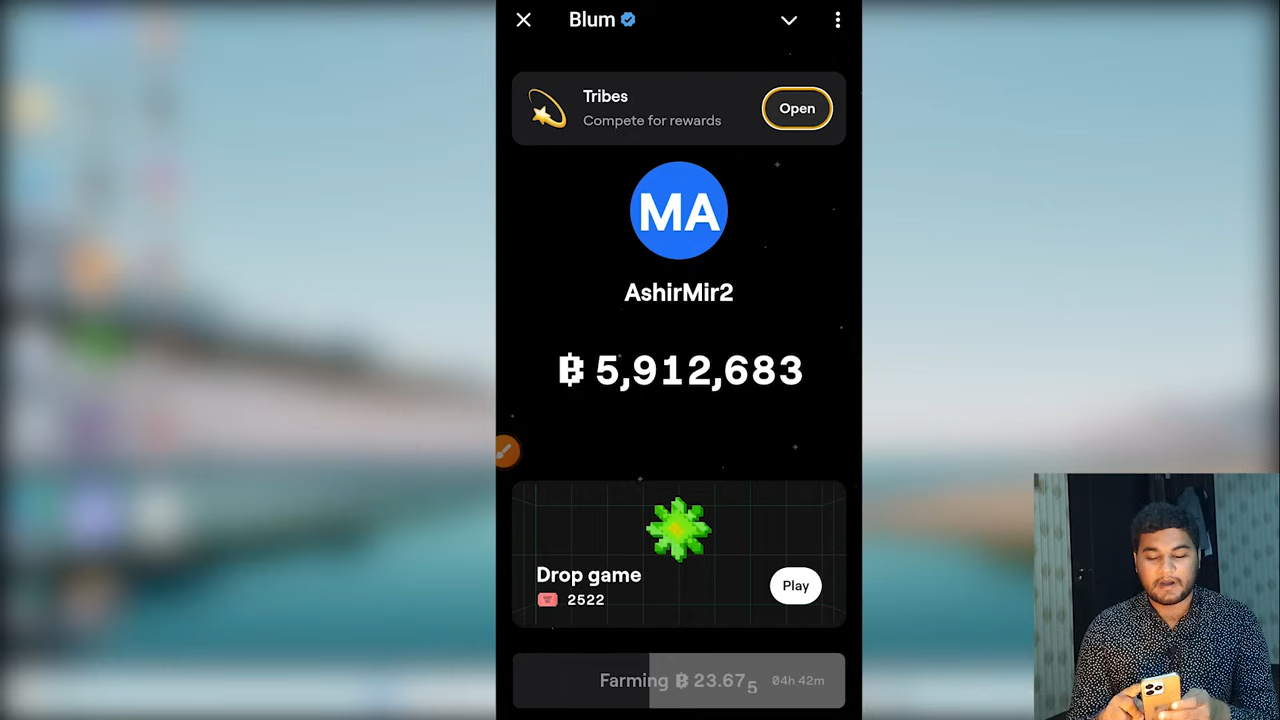 Blum
Tribes
Compete for rewards
Open
MA
AshirMir2
5,912,683
Drop game
2522
Play
Farming 23.675 04h 42m